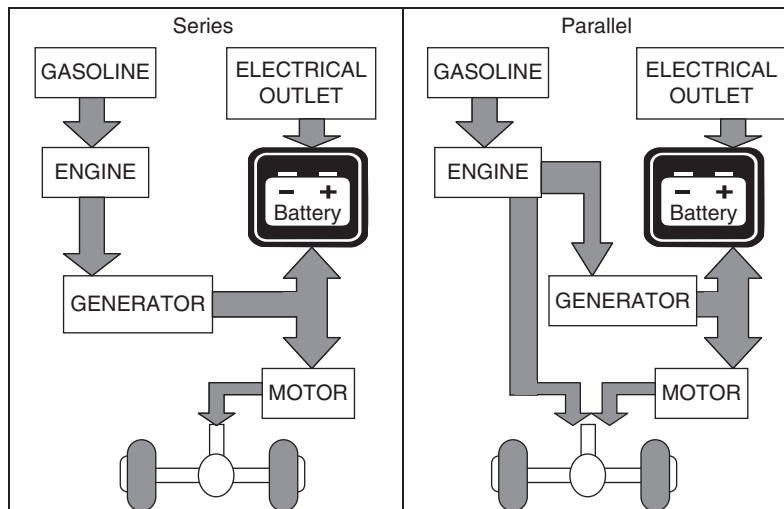 Series
GASOLINE
ELECTRICAL
OUTLET
ENGINE
Battery
GENERATOR
MOTOR
Parallel
GASOLINE
ELECTRICAL
OUTLET
ENGINE
Battery
GENERATOR
MOTOR